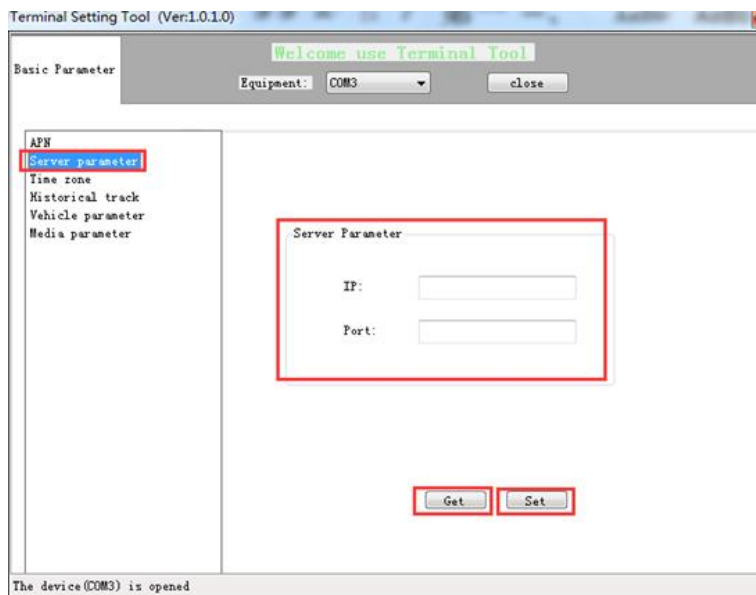 Terminal Setting Tool (Ver:1.0.1.0)
Welcome use Terminal Tool
Basic Parameter
Equipment: COM3 close
APN
Server parameter
Time zone
Historical track
Vehicle parameter
Media parameter
Server Parameter
IP:
Port:
Get Set
The device(COM3) is opened